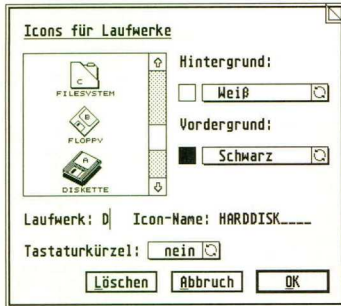 Icons für Laufwerke
C
FILESYSTEM
B
FLOPPY
A
DISKETTE
Hintergrund:
Weiß
Vordergrund:
Schwarz
Laufwerk: D Icon-Name: HARDDISK____
Tastaturkürzel: nein
Löschen Abbruch OK